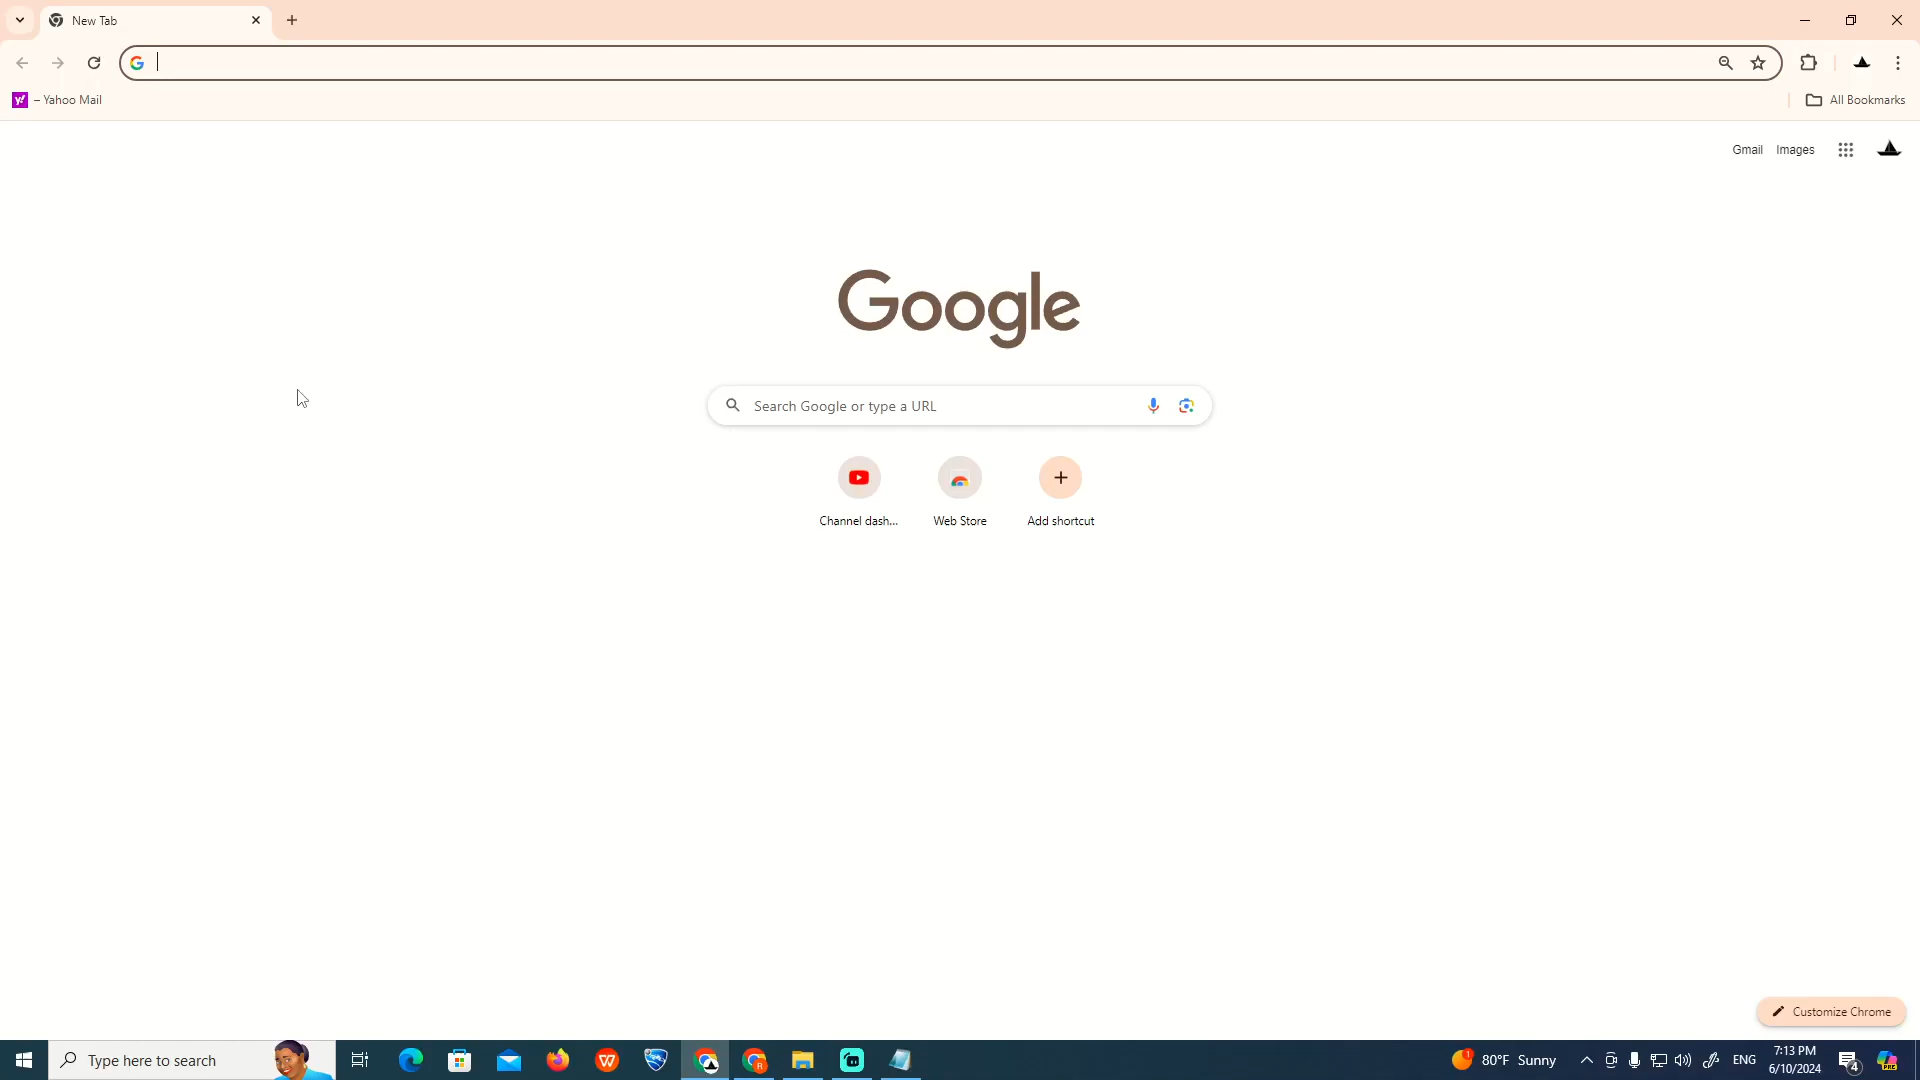 New Tab
– Yahoo Mail
All Bookmarks
Gmail Images
Google
Search Google or type a URL
Channel dash...
Web Store
Add shortcut
Customize Chrome
Type here to search
80°F Sunny
ENG
7:13 PM
6/10/2024
4